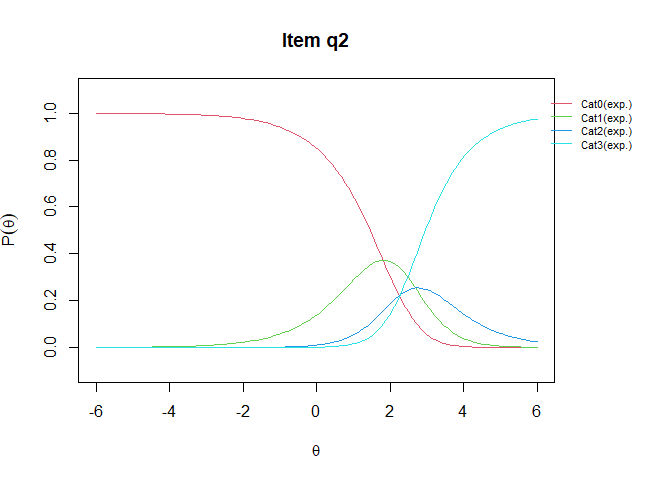 Item q2
Cat0(exp.)
Cat1(exp.)
Cat2(exp.)
Cat3(exp.)
P(θ)
1.0
0.8
0.6
0.4
0.2
0.0
-6 -4 -2 0 2 4 6
θ